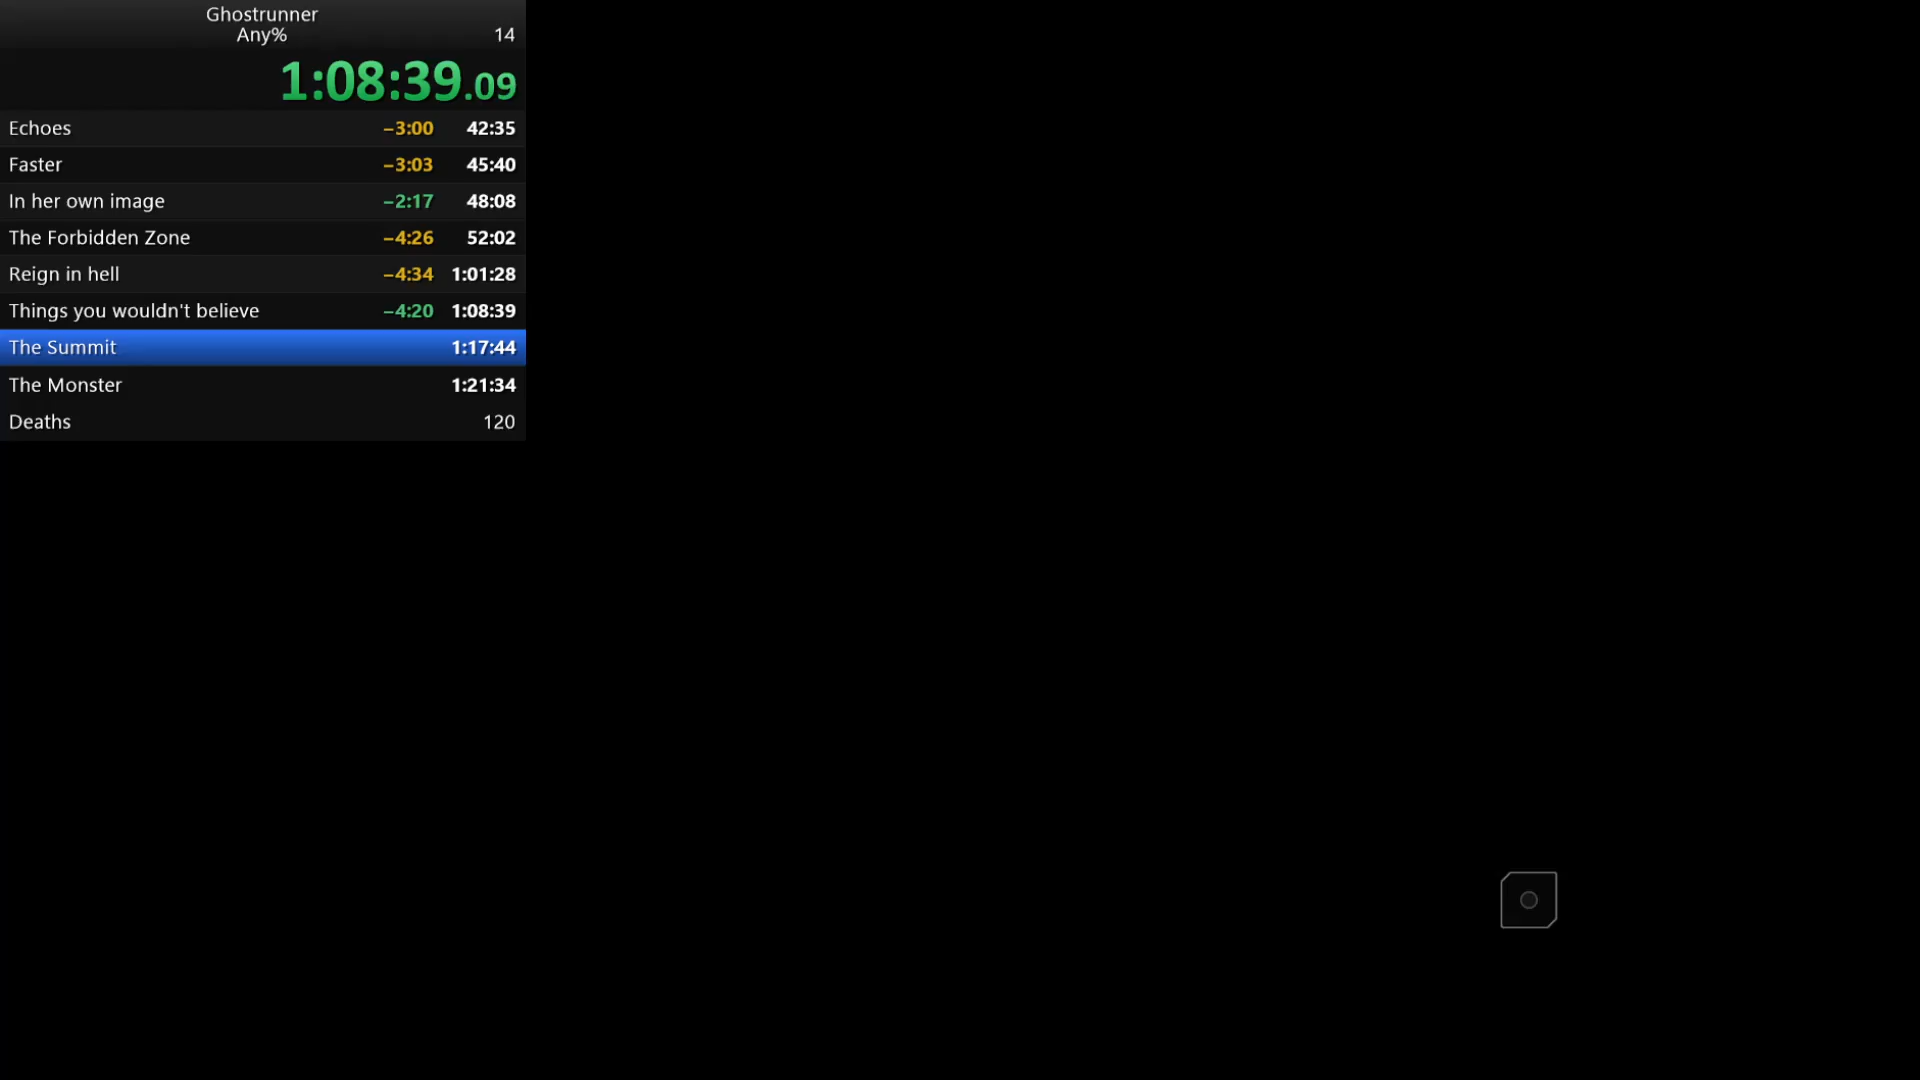 Ghostrunner
Any% 14
1:08:39.09
Echoes −3:00 42:35
Faster −3:03 45:40
In her own image −2:17 48:08
The Forbidden Zone −4:26 52:02
Reign in hell −4:34 1:01:28
Things you wouldn't believe −4:20 1:08:39
The Summit 1:17:44
The Monster 1:21:34
Deaths 120